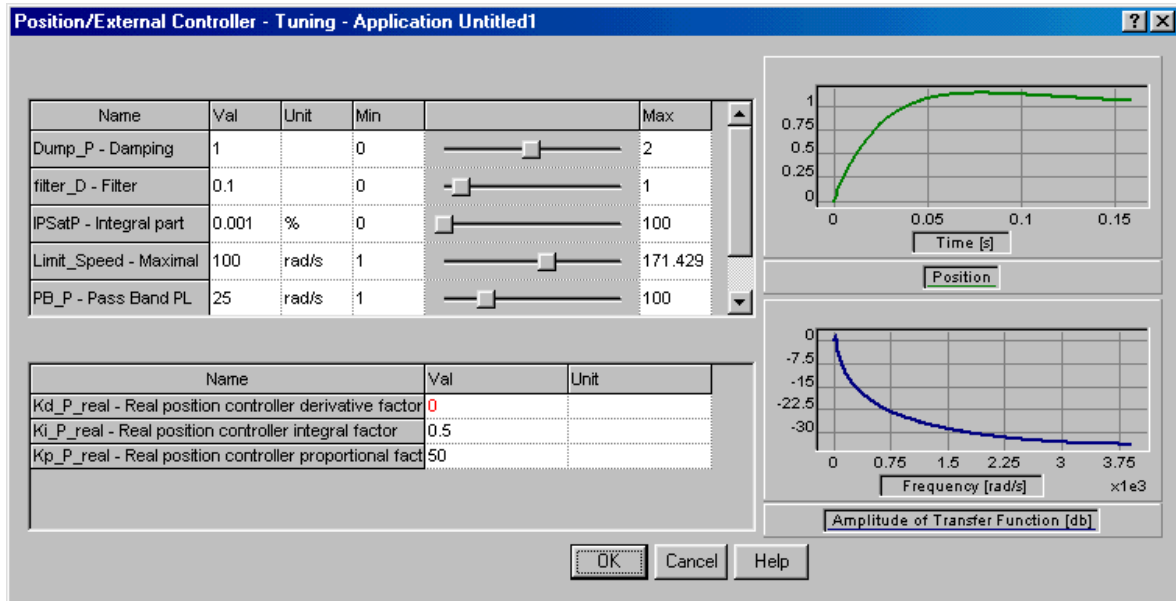 Position/External Controller - Tuning - Application Untitled1
Name Val Unit Min Max
Dump_P - Damping 1 0 2
filter_D - Filter 0.1 0 1
IPSatP - Integral part 0.001 % 0 100
Limit_Speed - Maximal 100 rad/s 1 171.429
PB_P - Pass Band PL 25 rad/s 1 100
Name Val Unit
Kd_P_real - Real position controller derivative factor 0
Ki_P_real - Real position controller integral factor 0.5
Kp_P_real - Real position controller proportional fact 50
1
0.75
0.5
0.25
0
0 0.05 0.1 0.15
Time [s]
Position
0
-7.5
-15
-22.5
-30
0 0.75 1.5 2.25 3 3.75
Frequency [rad/s] ×1e3
Amplitude of Transfer Function [db]
OK Cancel Help